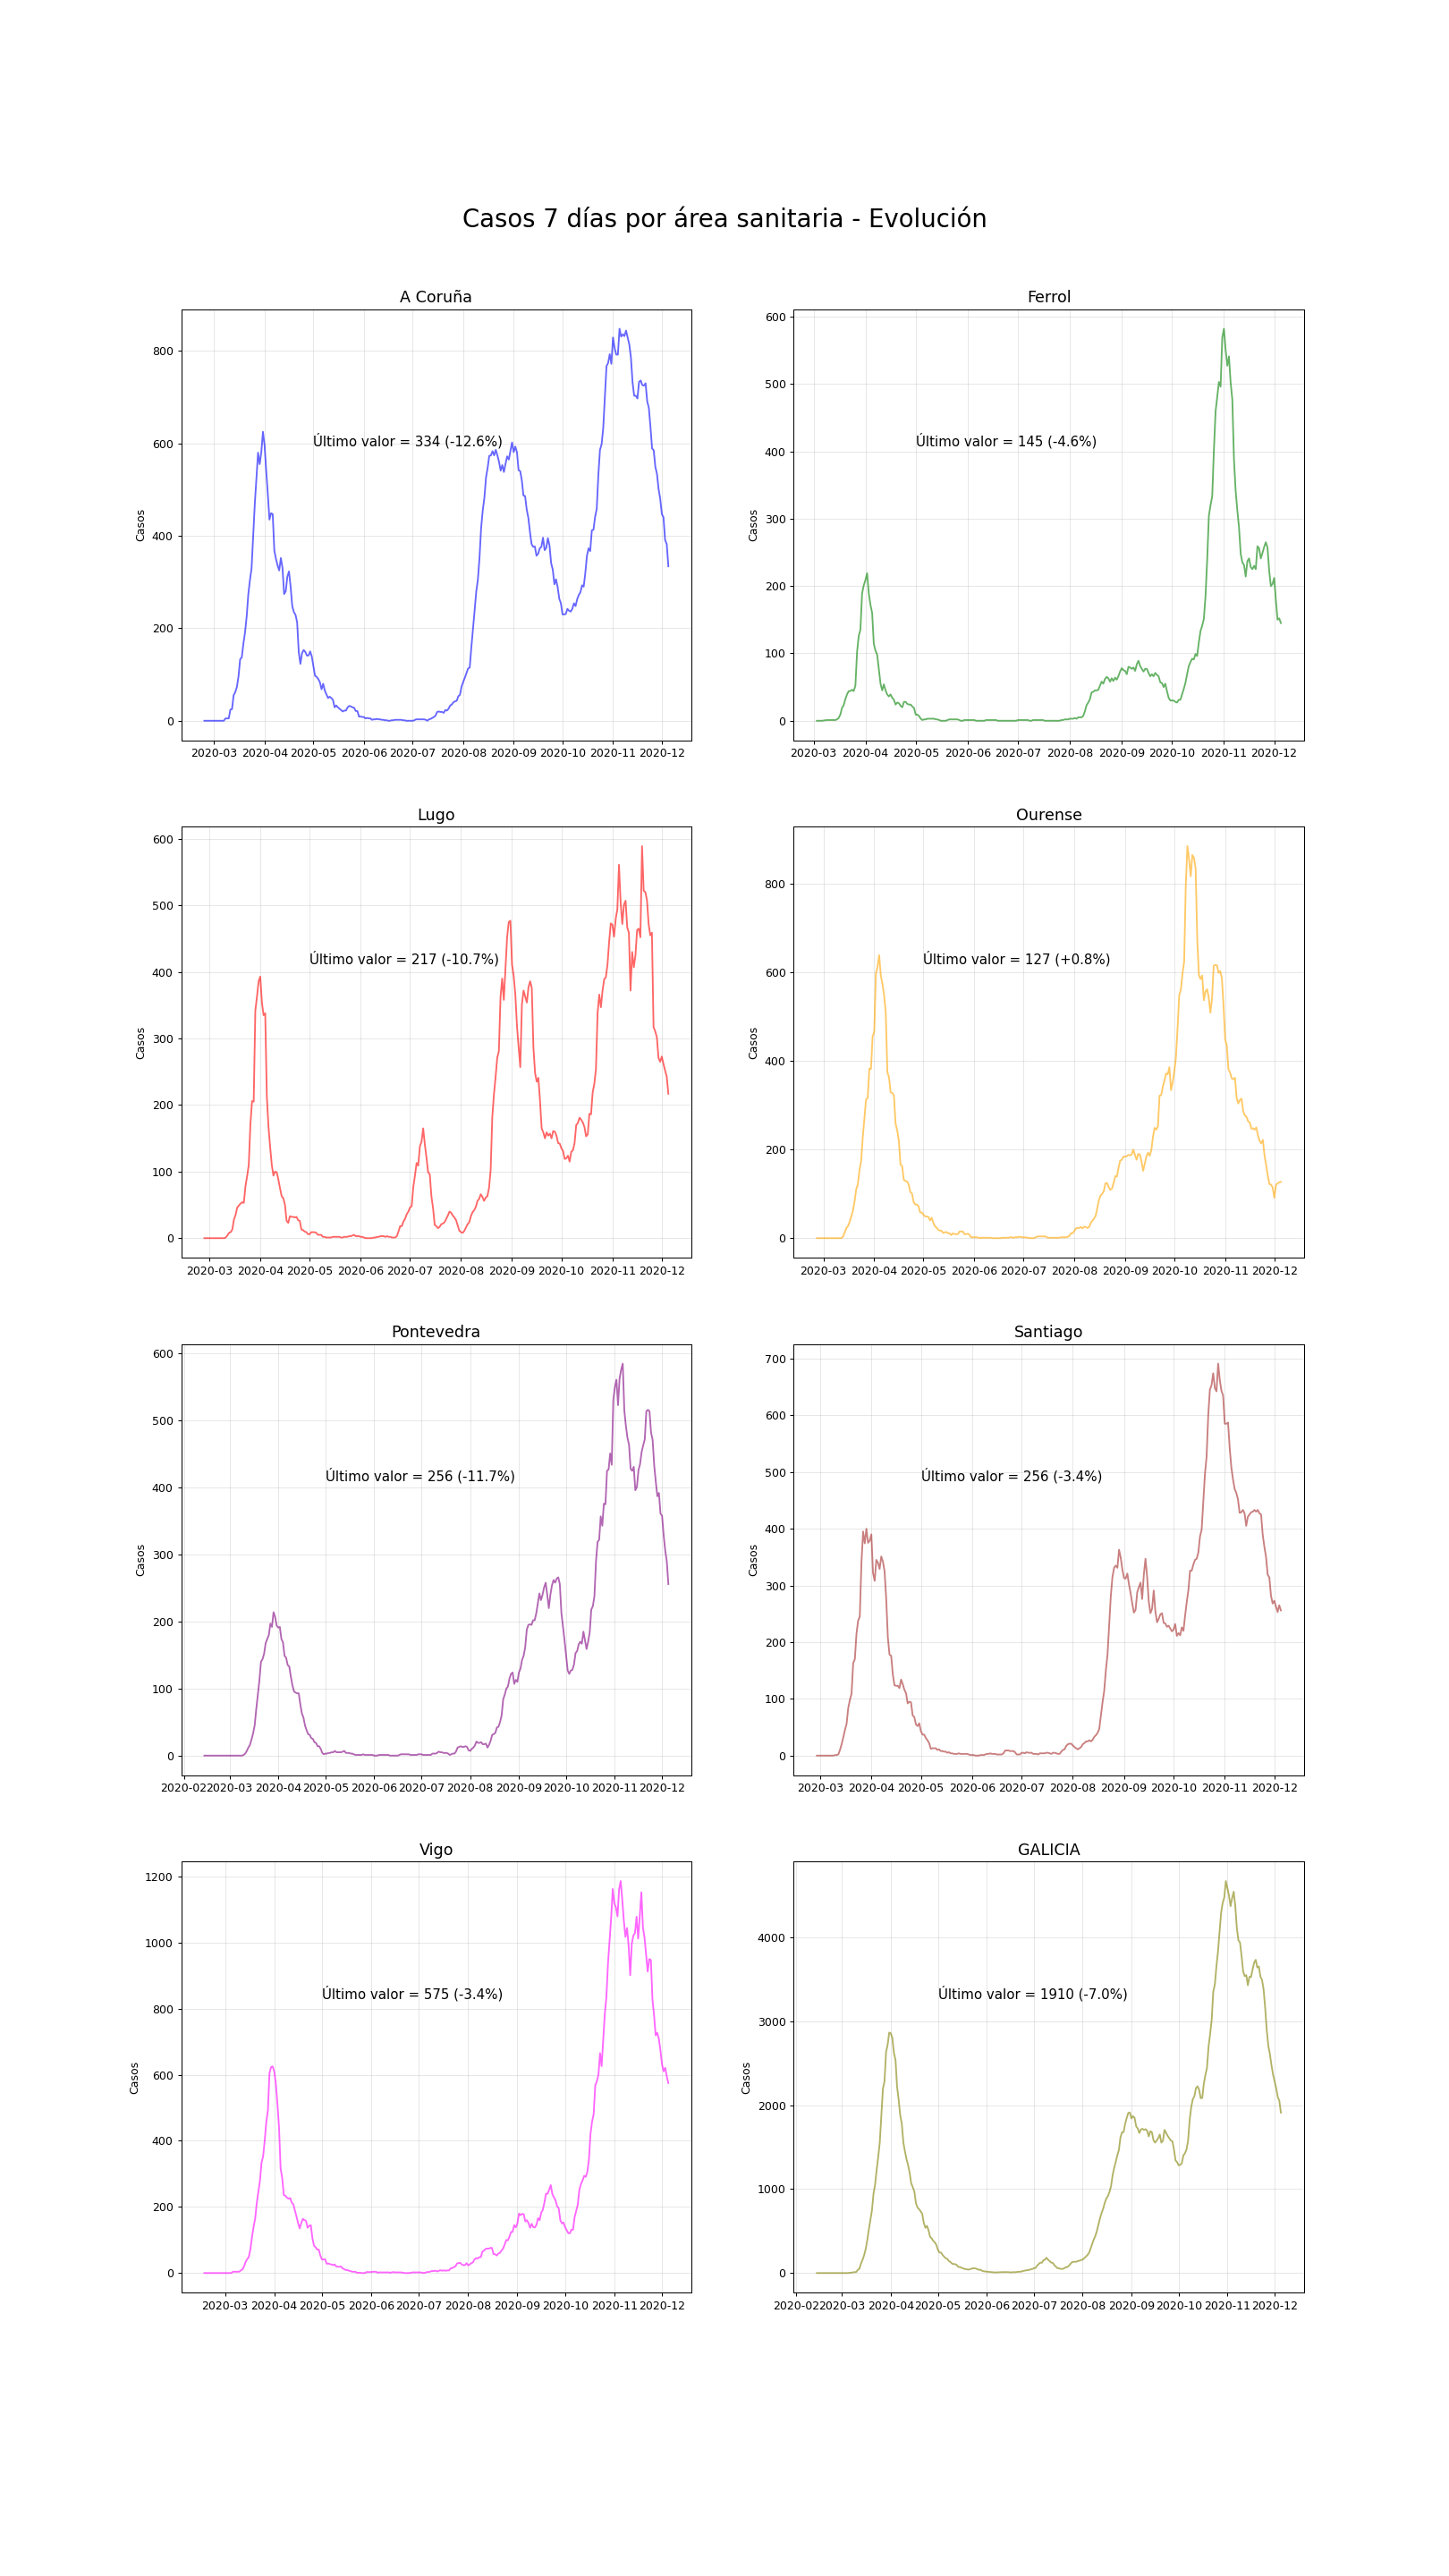 Casos 7 días por área sanitaria - Evolución
A Coruña
Casos
800
600
400
200
0
Último valor = 334 (-12.6%)
2020-03 2020-04 2020-05 2020-06 2020-07 2020-08 2020-09 2020-10 2020-11 2020-12
Ferrol
Casos
600
500
400
300
200
100
0
Último valor = 145 (-4.6%)
2020-03 2020-04 2020-05 2020-06 2020-07 2020-08 2020-09 2020-10 2020-11 2020-12
Lugo
Casos
600
500
400
300
200
100
0
Último valor = 217 (-10.7%)
2020-03 2020-04 2020-05 2020-06 2020-07 2020-08 2020-09 2020-10 2020-11 2020-12
Ourense
Casos
800
600
400
200
0
Último valor = 127 (+0.8%)
2020-03 2020-04 2020-05 2020-06 2020-07 2020-08 2020-09 2020-10 2020-11 2020-12
Pontevedra
Casos
600
500
400
300
200
100
0
Último valor = 256 (-11.7%)
2020-02 2020-03 2020-04 2020-05 2020-06 2020-07 2020-08 2020-09 2020-10 2020-11 2020-12
Santiago
Casos
700
600
500
400
300
200
100
0
Último valor = 256 (-3.4%)
2020-03 2020-04 2020-05 2020-06 2020-07 2020-08 2020-09 2020-10 2020-11 2020-12
Vigo
Casos
1200
1000
800
600
400
200
0
Último valor = 575 (-3.4%)
2020-03 2020-04 2020-05 2020-06 2020-07 2020-08 2020-09 2020-10 2020-11 2020-12
GALICIA
Casos
4000
3000
2000
1000
0
Último valor = 1910 (-7.0%)
2020-02 2020-03 2020-04 2020-05 2020-06 2020-07 2020-08 2020-09 2020-10 2020-11 2020-12